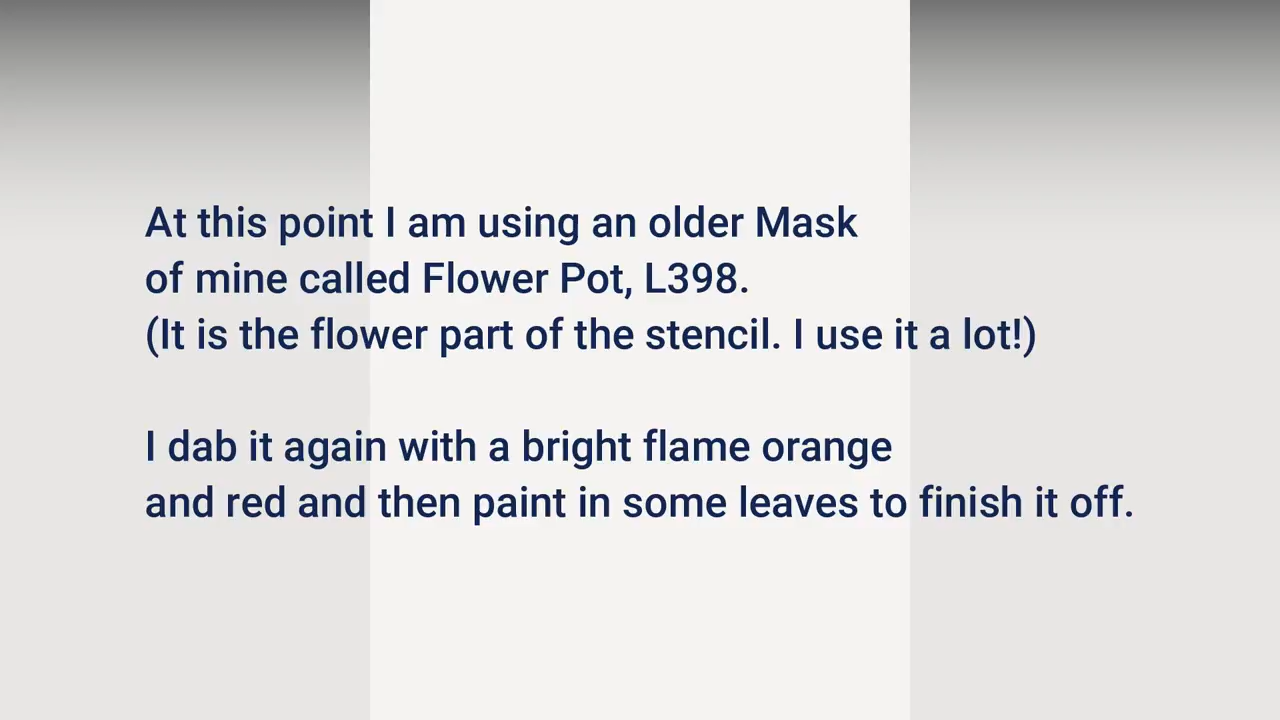 At this point I am using an older Mask
of mine called Flower Pot, L398.
(It is the flower part of the stencil. I use it a lot!)
I dab it again with a bright flame orange
and red and then paint in some leaves to finish it off.